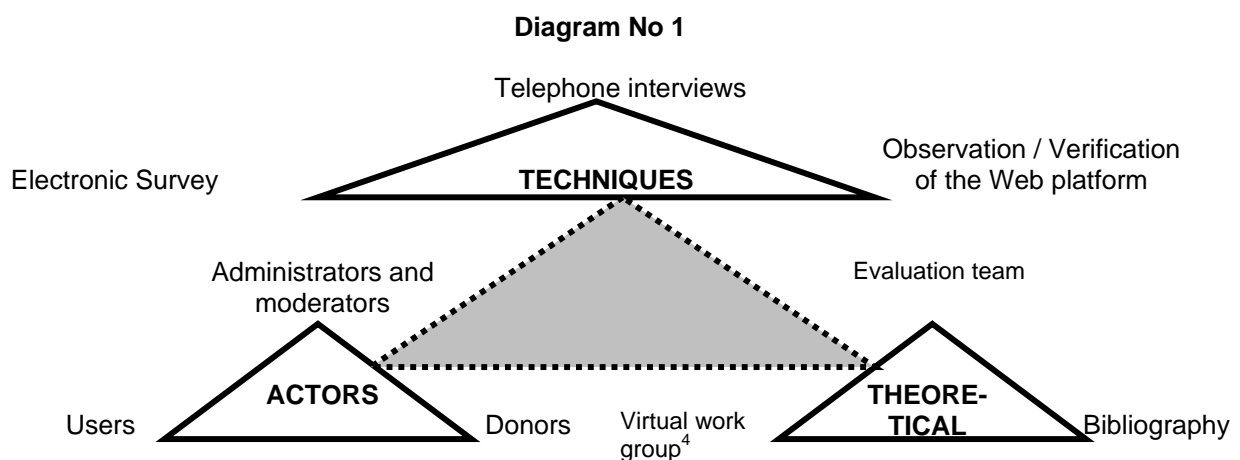 Diagram No 1
Telephone interviews
Electronic Survey
TECHNIQUES
Observation / Verification
of the Web platform
Administrators and
moderators
Evaluation team
ACTORS
Users
Donors
Virtual work
group4
THEORE-
TICAL
Bibliography